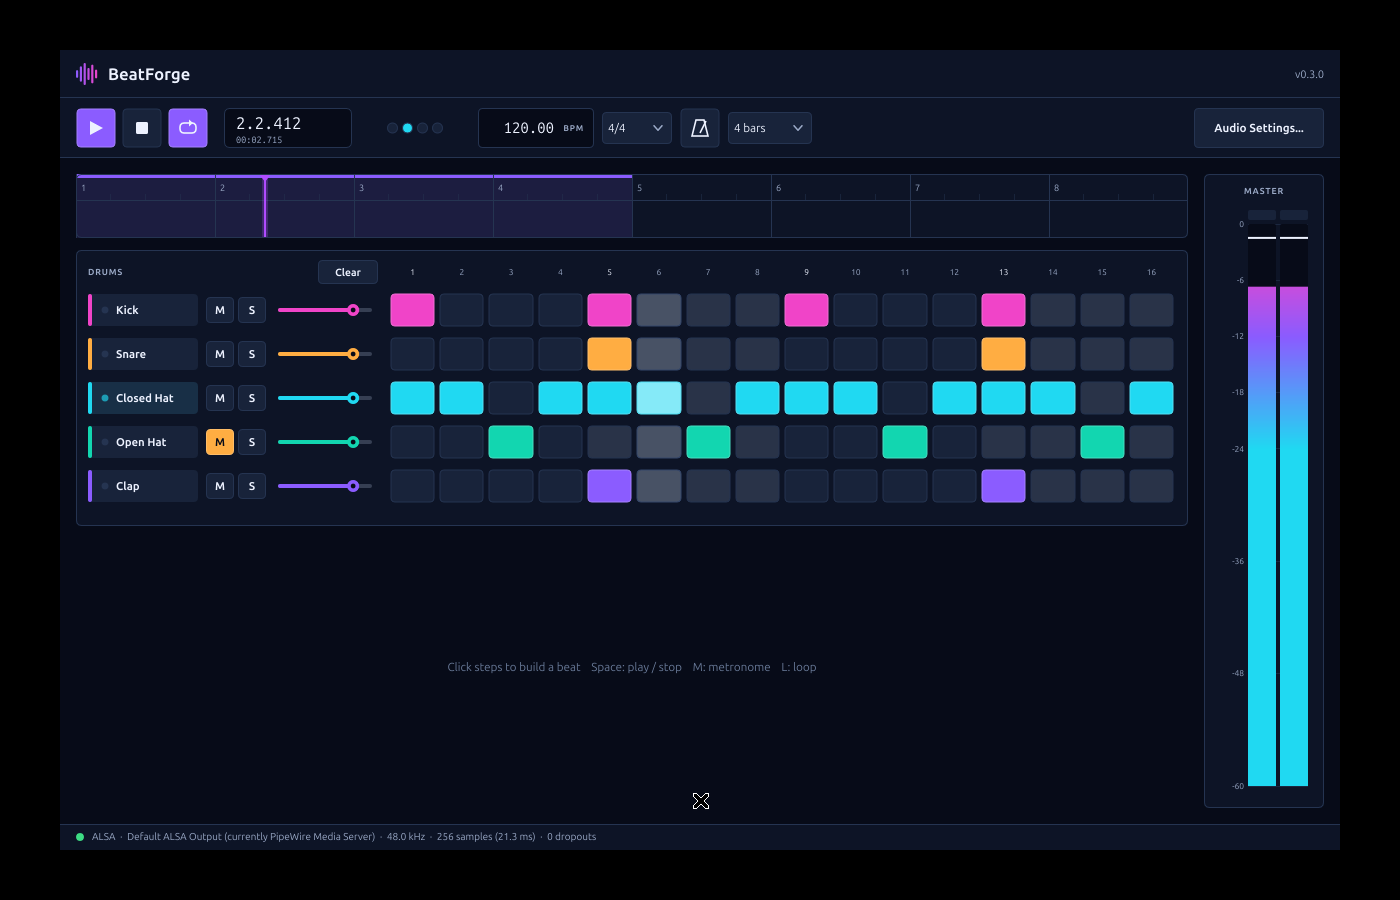 BeatForge
v0.3.0
2.2.412
00:02.715
120.00 BPM
4/4
4 bars
Audio Settings...
1 2 3 4 5 6 7 8
MASTER
0
-6
-12
-18
-24
-36
-48
-60
DRUMS Clear 1 2 3 4 5 6 7 8 9 10 11 12 13 14 15 16
Kick M S
Snare M S
Closed Hat M S
Open Hat M S
Clap M S
Click steps to build a beat Space: play / stop M: metronome L: loop
ALSA · Default ALSA Output (currently PipeWire Media Server) · 48.0 kHz · 256 samples (21.3 ms) · 0 dropouts